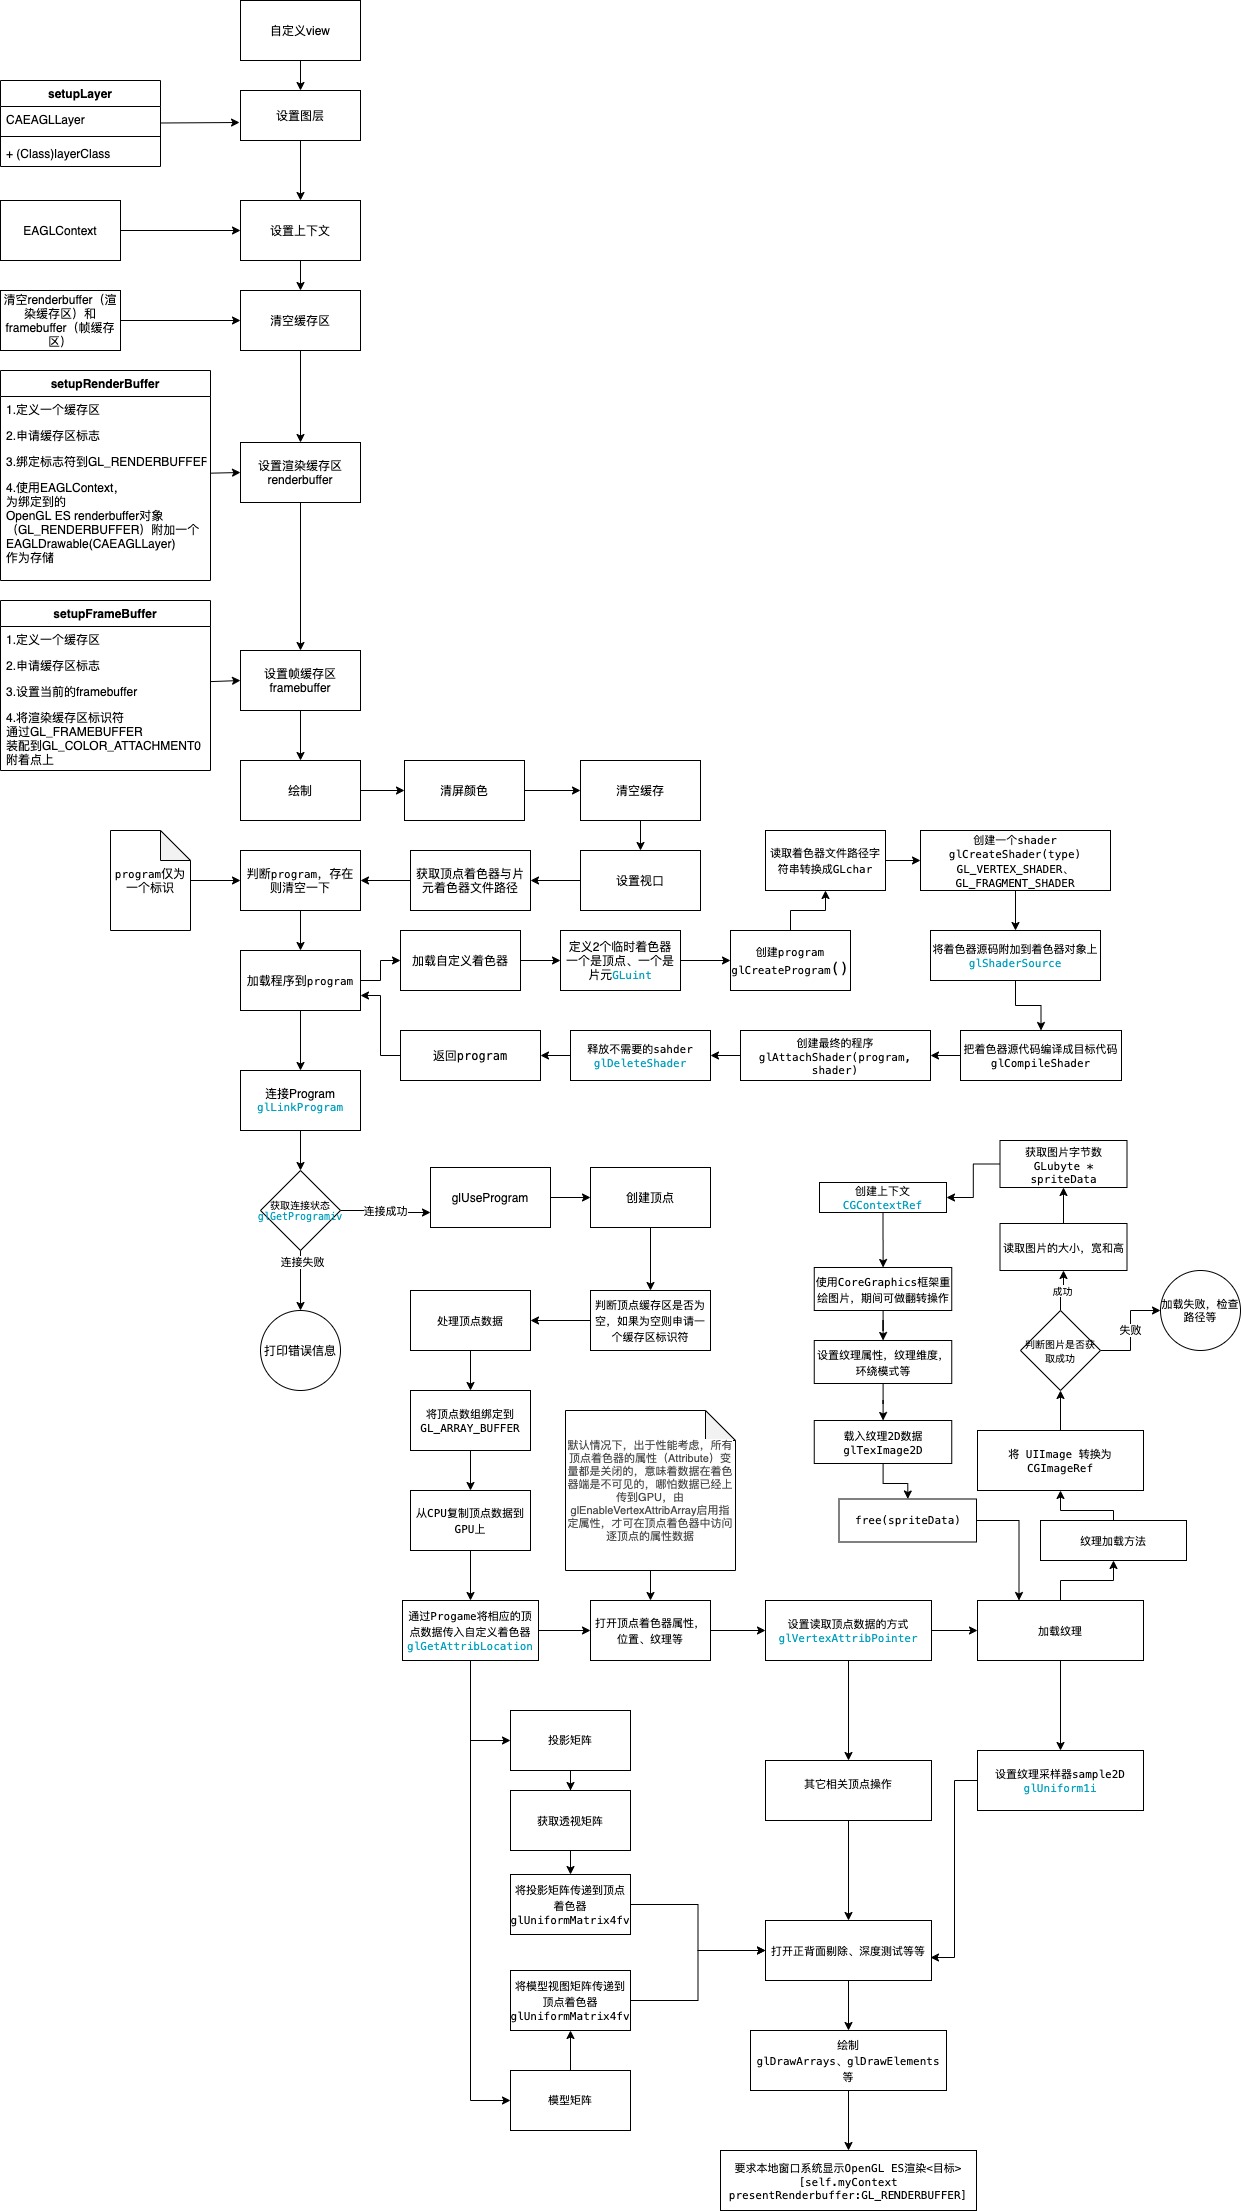 自定义view
setupLayer
CAEAGLLayer
+ (Class)layerClass
设置图层
EAGLContext
设置上下文
清空renderbuffer（渲
染缓存区）和
framebuffer（帧缓存
区）
清空缓存区
setupRenderBuffer
1.定义一个缓存区
2.申请缓存区标志
3.绑定标志符到GL_RENDERBUFFER
4.使用EAGLContext，
为绑定到的
OpenGL ES renderbuffer对象
（GL_RENDERBUFFER）附加一个
EAGLDrawable(CAEAGLLayer)
作为存储
设置渲染缓存区
renderbuffer
setupFrameBuffer
1.定义一个缓存区
2.申请缓存区标志
3.设置当前的framebuffer
4.将渲染缓存区标识符
通过GL_FRAMEBUFFER
装配到GL_COLOR_ATTACHMENT0
附着点上
设置帧缓存区
framebuffer
绘制
清屏颜色
清空缓存
program仅为
一个标识
判断program，存在
则清空一下
获取顶点着色器与片
元着色器文件路径
设置视口
读取着色器文件路径字
符串转换成GLchar
创建一个shader
glCreateShader(type)
GL_VERTEX_SHADER、
GL_FRAGMENT_SHADER
加载程序到program
加载自定义着色器
定义2个临时着色器
一个是顶点、一个是
片元GLuint
创建program
glCreateProgram()
将着色器源码附加到着色器对象上
glShaderSource
返回program
释放不需要的sahder
glDeleteShader
创建最终的程序
glAttachShader(program,
shader)
把着色器源代码编译成目标代码
glCompileShader
连接Program
glLinkProgram
获取连接状态
glGetProgramiv
连接成功
连接失败
打印错误信息
glUseProgram
创建顶点
判断顶点缓存区是否为
空，如果为空则申请一个
缓存区标识符
处理顶点数据
将顶点数组绑定到
GL_ARRAY_BUFFER
从CPU复制顶点数据到
GPU上
默认情况下，出于性能考虑，所有
顶点着色器的属性（Attribute）变
量都是关闭的，意味着数据在着色
器端是不可见的，哪怕数据已经上
传到GPU，由
glEnableVertexAttribArray启用指
定属性，才可在顶点着色器中访问
逐顶点的属性数据
获取图片字节数
GLubyte *
spriteData
创建上下文
CGContextRef
读取图片的大小，宽和高
使用CoreGraphics框架重
绘图片，期间可做翻转操作
成功
加载失败，检查
路径等
失败
判断图片是否获
取成功
设置纹理属性，纹理维度，
环绕模式等
载入纹理2D数据
glTexImage2D
将 UIImage 转换为
CGImageRef
free(spriteData)
纹理加载方法
通过Progame将相应的顶
点数据传入自定义着色器
glGetAttribLocation
打开顶点着色器属性，
位置、纹理等
设置读取顶点数据的方式
glVertexAttribPointer
加载纹理
投影矩阵
获取透视矩阵
将投影矩阵传递到顶点
着色器
glUniformMatrix4fv
将模型视图矩阵传递到
顶点着色器
glUniformMatrix4fv
模型矩阵
其它相关顶点操作
设置纹理采样器sample2D
glUniform1i
打开正背面剔除、深度测试等等
绘制
glDrawArrays、glDrawElements
等
要求本地窗口系统显示OpenGL ES渲染<目标>
[self.myContext
presentRenderbuffer:GL_RENDERBUFFER]